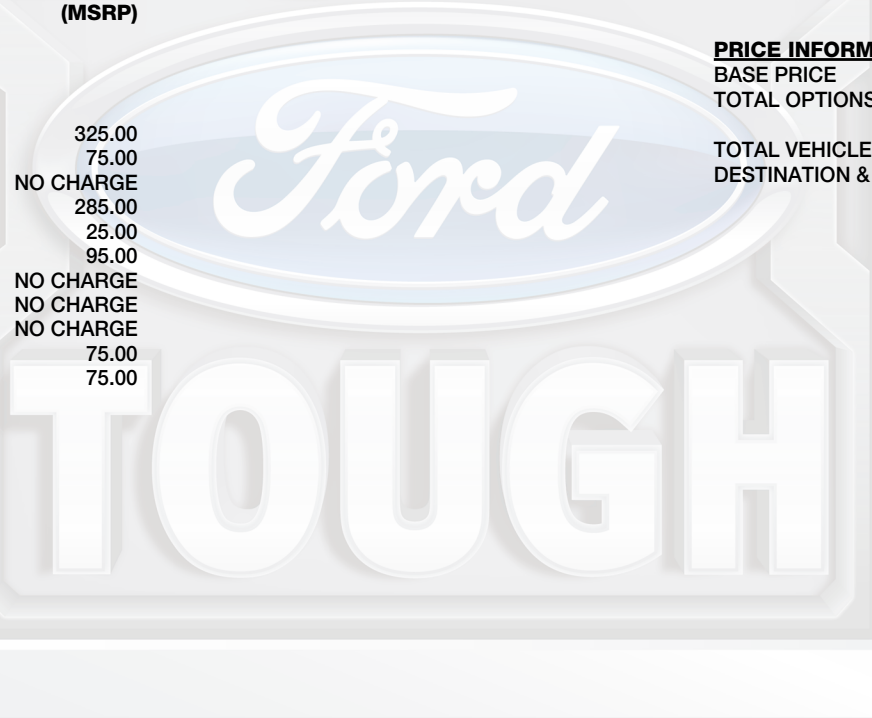 (MSRP)
325.00
75.00
NO CHARGE
285.00
25.00
95.00
NO CHARGE
NO CHARGE
NO CHARGE
75.00
75.00
PRICE INFORM
BASE PRICE
TOTAL OPTIONS
TOTAL VEHICLE
DESTINATION &
Ford
TOUGH